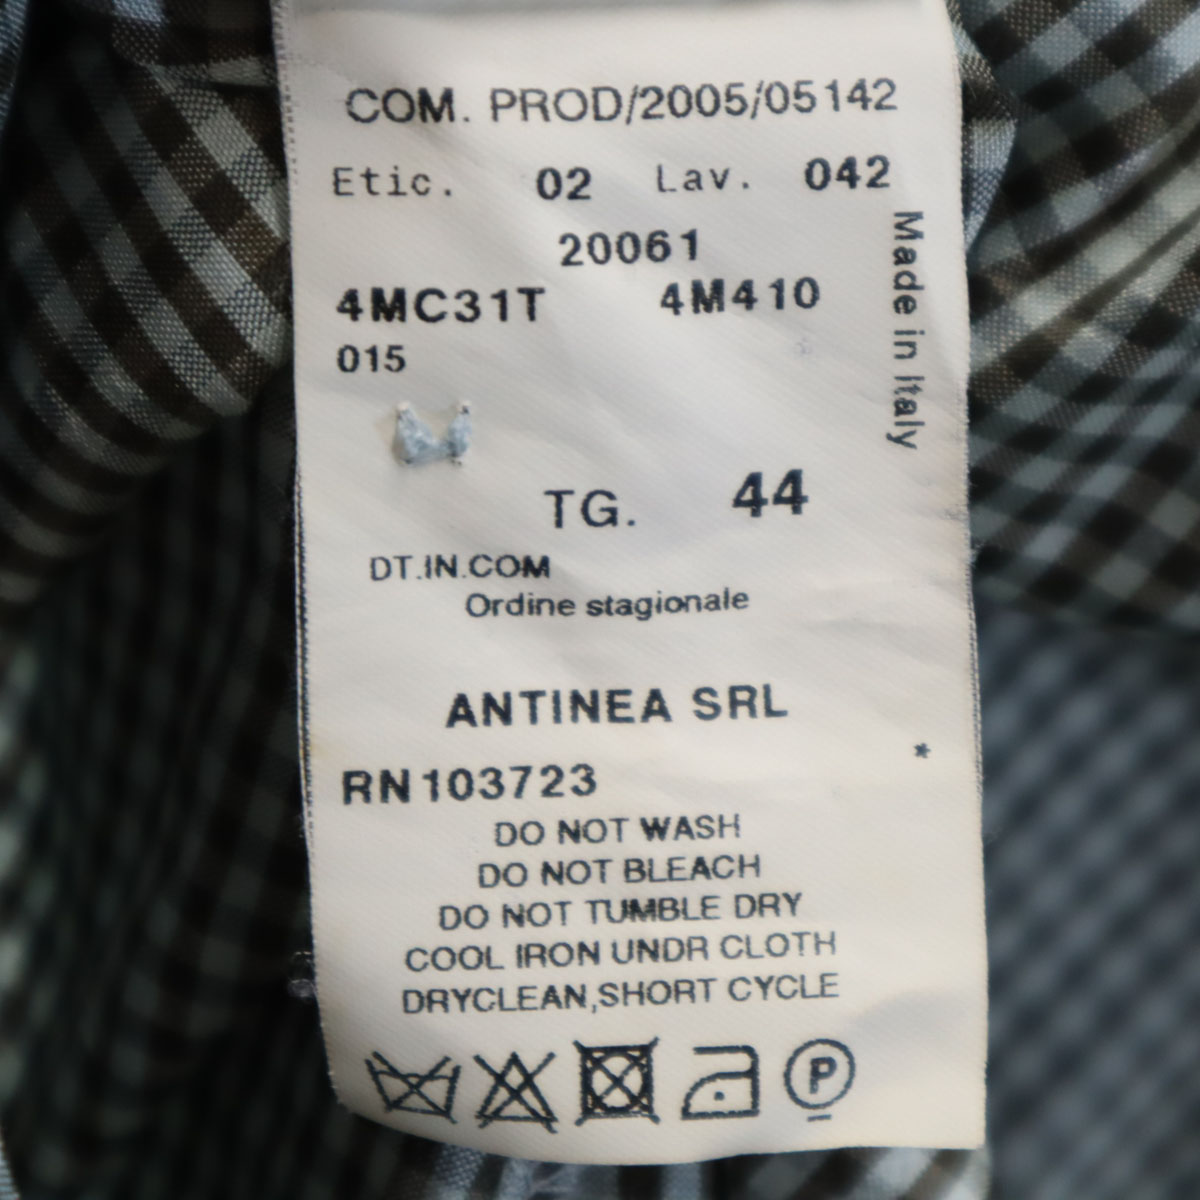 COM. PROD/2005/05142
Etic. 02 Lav. 042
20061
4MC31T 4M410
015
Made in Italy
TG. 44
DT.IN.COM
Ordine stagionale
ANTINEA SRL
*
RN103723
DO NOT WASH
DO NOT BLEACH
DO NOT TUMBLE DRY
COOL IRON UNDR CLOTH
DRYCLEAN,SHORT CYCLE
P